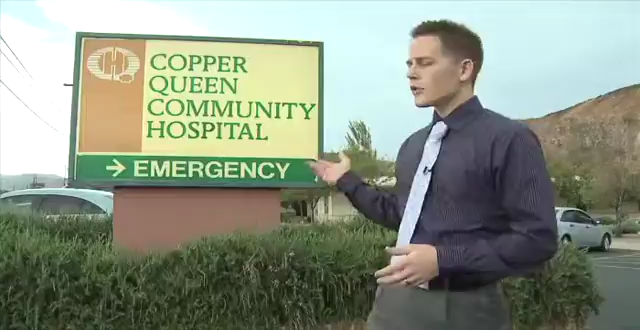 COPPER
QUEEN
COMMUNITY
HOSPITAL
→ EMERGENCY